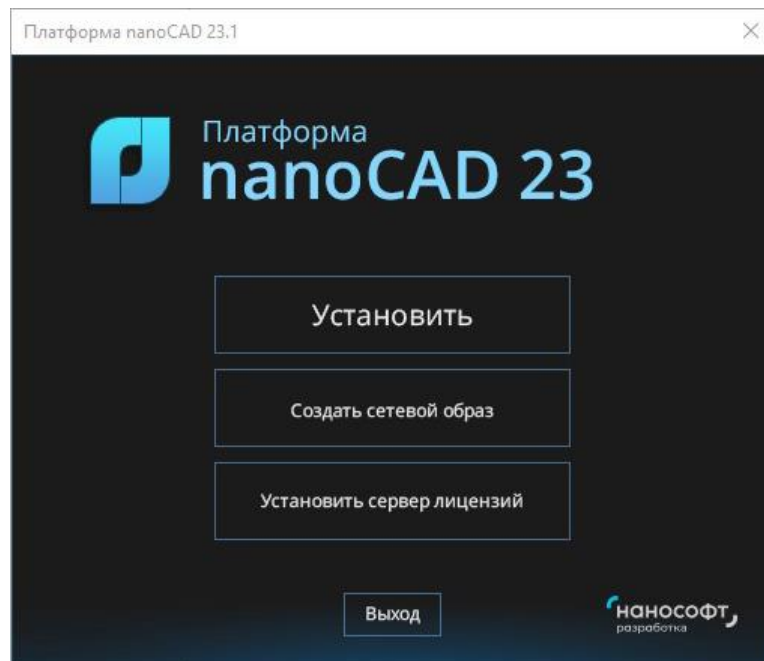 Платформа nanoCAD 23.1
Платформа
nanoCAD 23
Установить
Создать сетевой образ
Установить сервер лицензий
Выход
нанософт
разработка